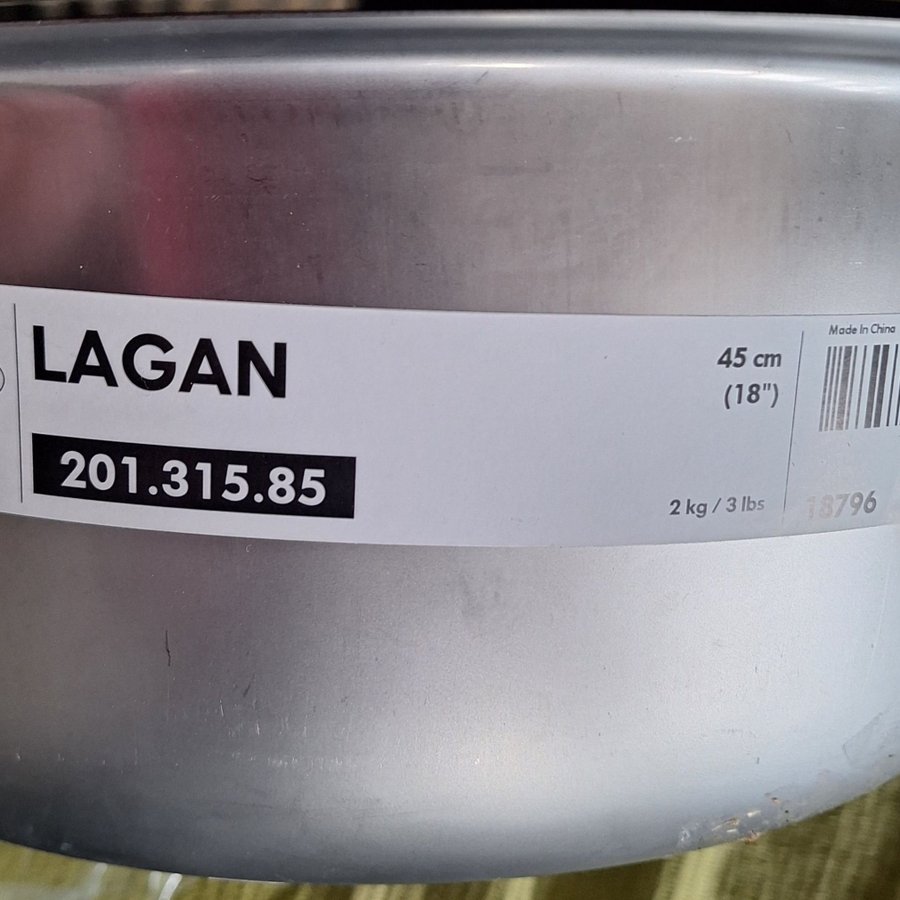 LAGAN
201.315.85
45 cm
(18")
2 kg / 3 lbs
Made In China
18796